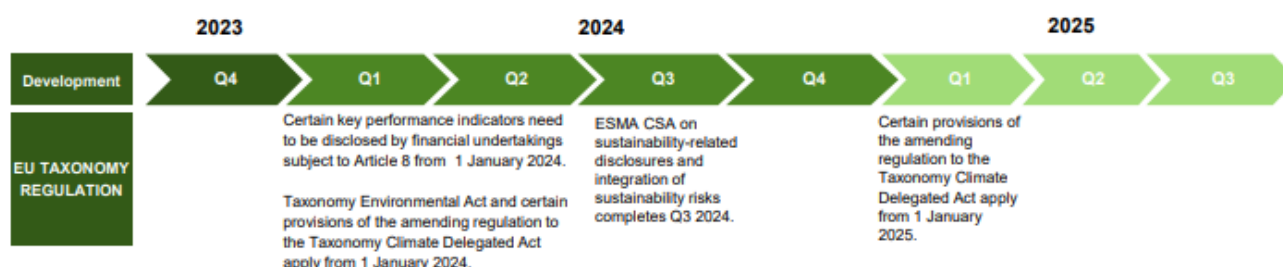 2023 2024 2025
Development Q4 Q1 Q2 Q3 Q4 Q1 Q2 Q3
EU TAXONOMY
REGULATION
Certain key performance indicators need
to be disclosed by financial undertakings
subject to Article 8 from 1 January 2024.
Taxonomy Environmental Act and certain
provisions of the amending regulation to
the Taxonomy Climate Delegated Act
apply from 1 January 2024.
ESMA CSA on
sustainability-related
disclosures and
integration of
sustainability risks
completes Q3 2024.
Certain provisions of
the amending
regulation to the
Taxonomy Climate
Delegated Act apply
from 1 January
2025.